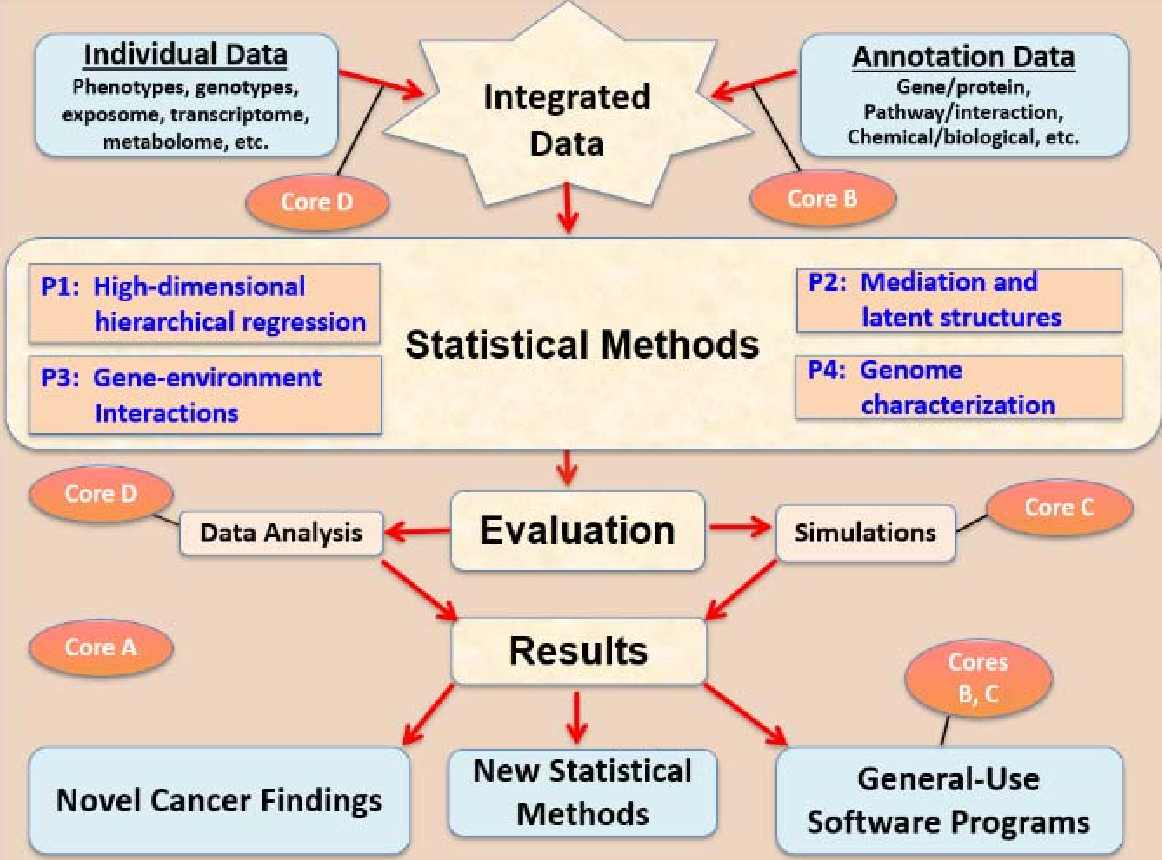 Individual Data
Phenotypes, genotypes,
exposome, transcriptome,
metabolome, etc.
Integrated
Data
Annotation Data
Gene/protein,
Pathway/interaction,
Chemical/biological, etc.
Core D
Core B
P1: High-dimensional
hierarchical regression
P3: Gene-environment
Interactions
Statistical Methods
P2: Mediation and
latent structures
P4: Genome
characterization
Core D
Data Analysis
Evaluation
Simulations
Core C
Core A
Results
Cores
B, C
Novel Cancer Findings
New Statistical
Methods
General-Use
Software Programs